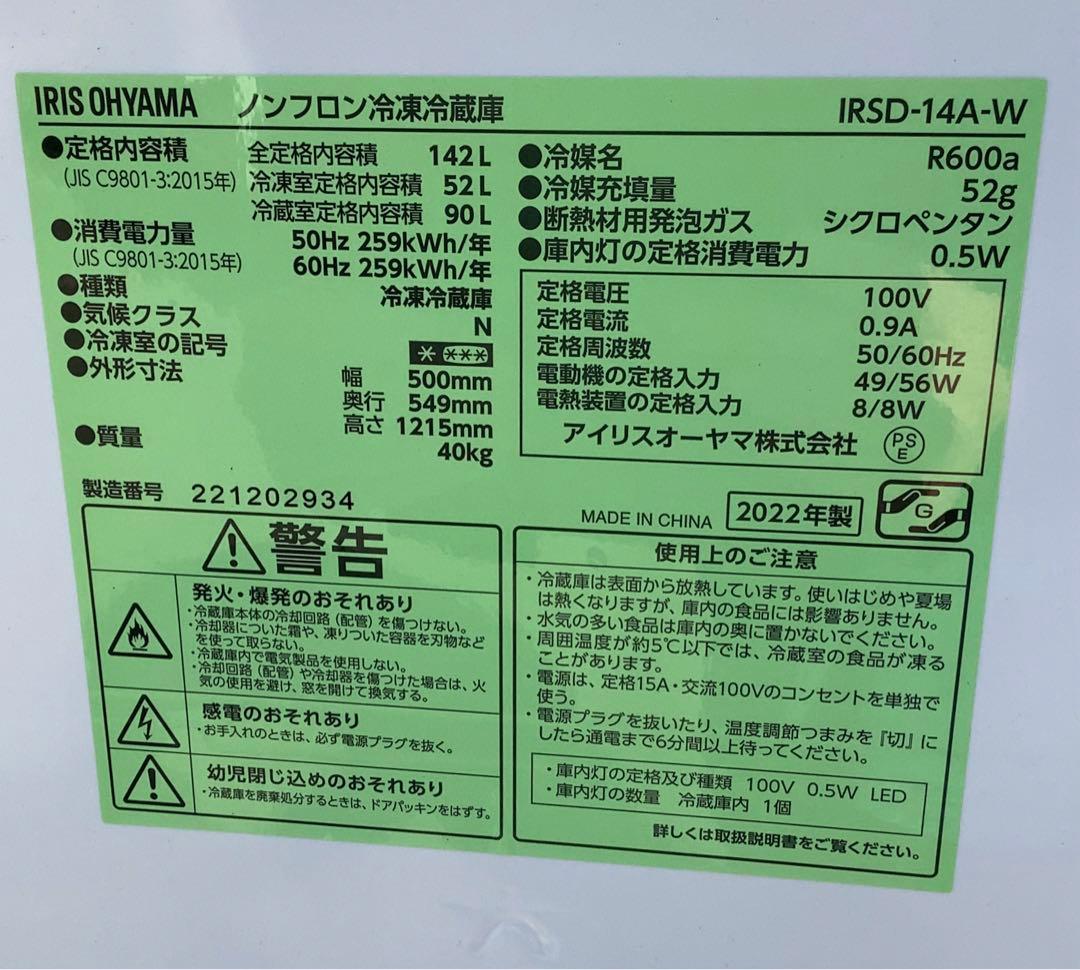 IRIS OHYAMA ノンフロン冷凍冷蔵庫 IRSD-14A-W
●定格内容積 全定格内容積 142L
(JIS C9801-3:2015年) 冷凍室定格内容積 52L
冷蔵室定格内容積 90L
●消費電力量 50Hz 259kWh/年
(JIS C9801-3:2015年) 60Hz 259kWh/年
●種類 冷凍冷蔵庫
●気候クラス N
●冷凍室の記号
●外形寸法 幅 500mm
奥行 549mm
高さ 1215mm
●質量 40kg
●冷媒名 R600a
●冷媒充填量 52g
●断熱材用発泡ガス シクロペンタン
●庫内灯の定格消費電力 0.5W
定格電圧 100V
定格電流 0.9A
定格周波数 50/60Hz
電動機の定格入力 49/56W
電熱装置の定格入力 8/8W
アイリスオーヤマ株式会社 PSE
製造番号 221202934
MADE IN CHINA 2022年製 G
警告
発火・爆発のおそれあり
・冷蔵庫本体の冷却回路(配管)を傷つけない。
・冷却器についた霜や、凍りついた容器を刃物など
を使って取らない。
・冷蔵庫内で電気製品を使用しない。
・冷却回路(配管)や冷却器を傷つけた場合は、火
気の使用を避け、窓を開けて換気する。
感電のおそれあり
・お手入れのときは、必ず電源プラグを抜く。
幼児閉じ込めのおそれあり
・冷蔵庫を廃棄処分するときは、ドアパッキンをはずす。
使用上のご注意
・冷蔵庫は表面から放熱しています。使いはじめや夏場
は熱くなりますが、庫内の食品には影響ありません。
・水気の多い食品は庫内の奥に置かないでください。
・周囲温度が約5℃以下では、冷蔵室の食品が凍る
ことがあります。
・電源は、定格15A・交流100Vのコンセントを単独で
使う。
・電源プラグを抜いたり、温度調節つまみを『切』に
したら通電まで6分間以上待ってください。
・庫内灯の定格及び種類 100V 0.5W LED
・庫内灯の数量 冷蔵庫内 1個
詳しくは取扱説明書をご覧ください。